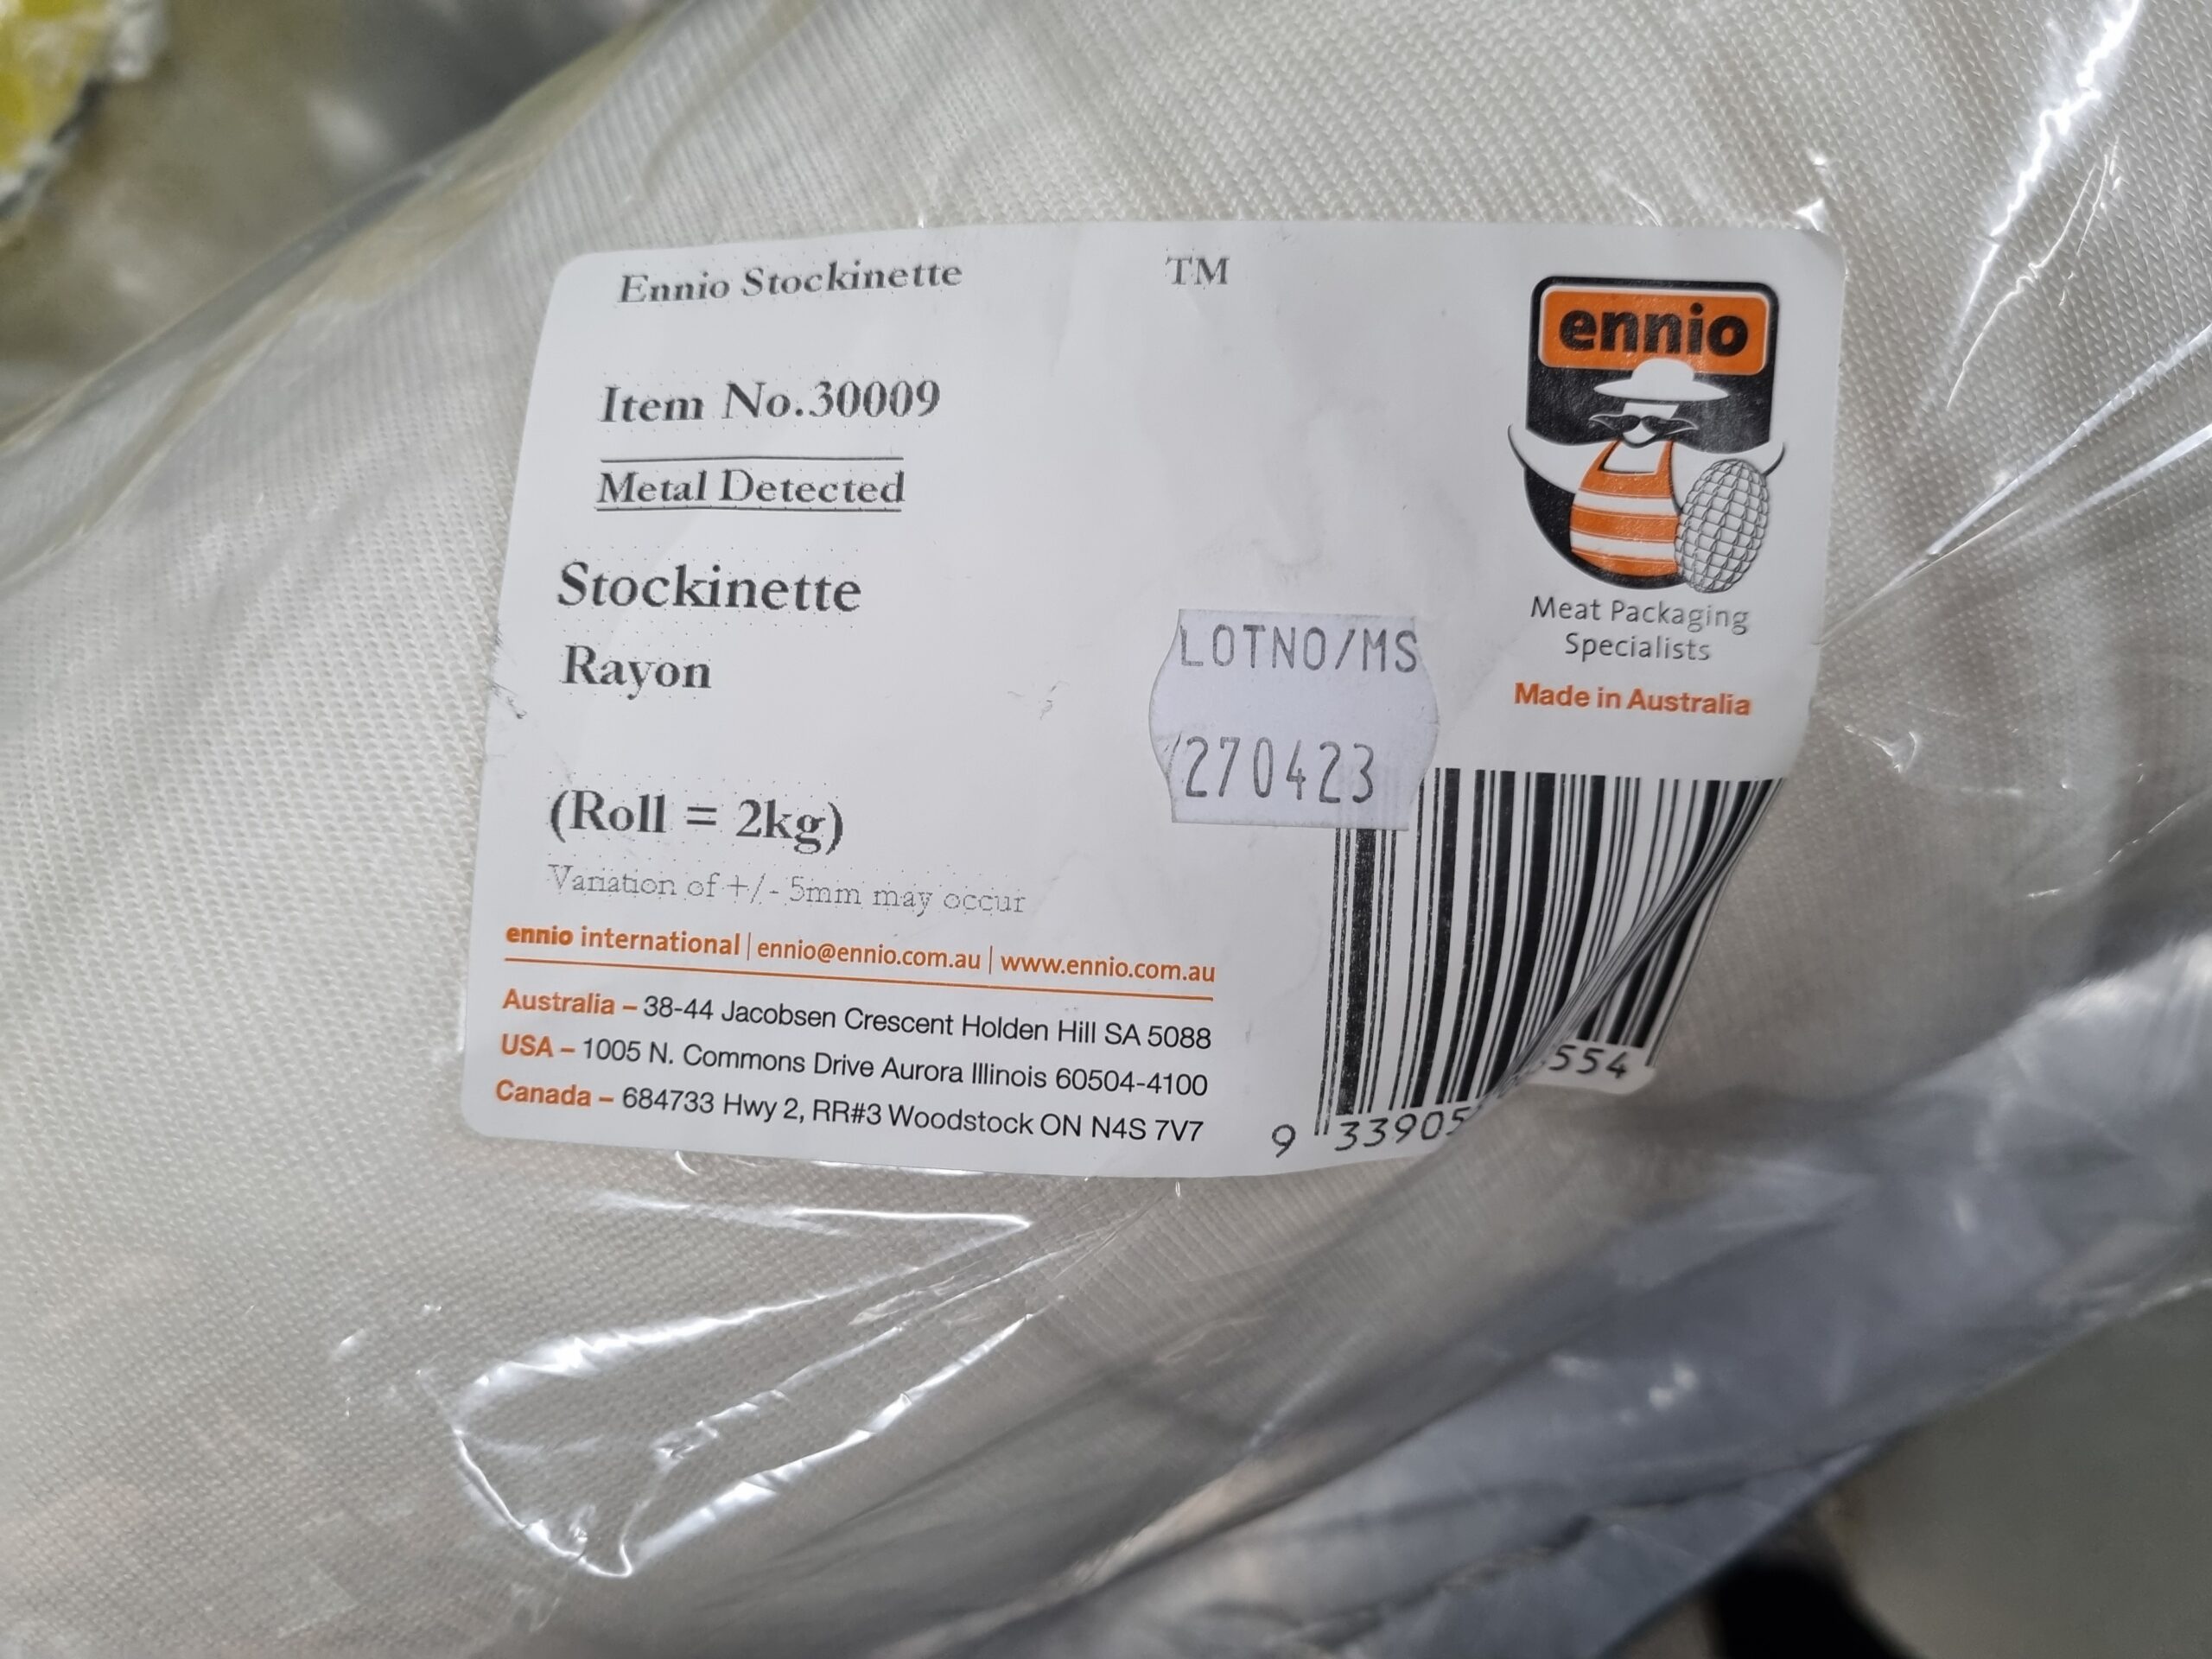 Ennio Stockinette TM
Item No.30009
Metal Detected
Stockinette
Rayon
(Roll = 2kg)
Variation of +/- 5mm may occur
ennio international | ennio@ennio.com.au | www.ennio.com.au
Australia – 38-44 Jacobsen Crescent Holden Hill SA 5088
USA – 1005 N. Commons Drive Aurora Illinois 60504-4100
Canada – 684733 Hwy 2, RR#3 Woodstock ON N4S 7V7
LOTNO/MS
270423
ennio
Meat Packaging
Specialists
Made in Australia
9 33905 554